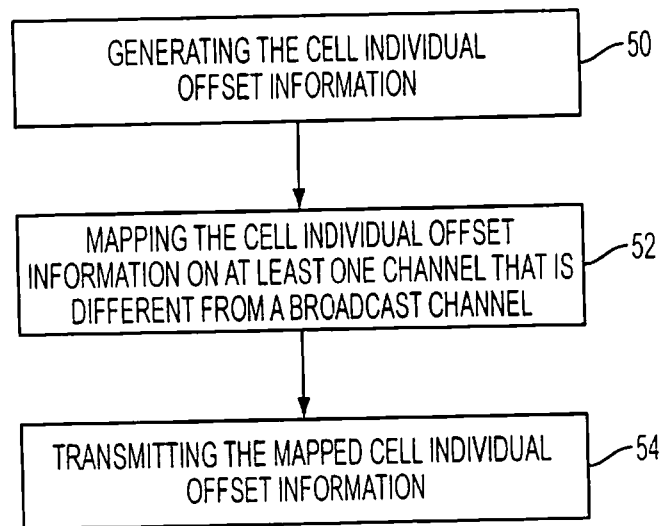 GENERATING THE CELL INDIVIDUAL
OFFSET INFORMATION
50
MAPPING THE CELL INDIVIDUAL OFFSET
INFORMATION ON AT LEAST ONE CHANNEL THAT IS
DIFFERENT FROM A BROADCAST CHANNEL
52
TRANSMITTING THE MAPPED CELL INDIVIDUAL
OFFSET INFORMATION
54